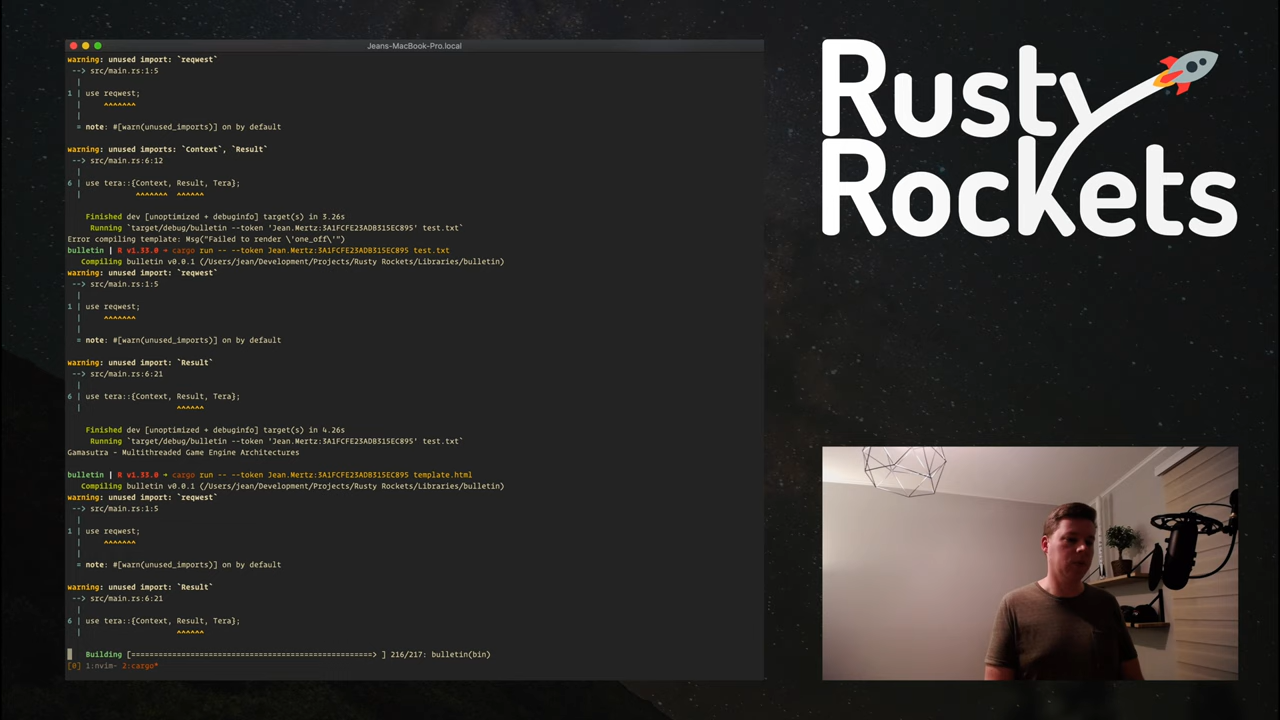 Jeans-MacBook-Pro.local
warning: unused import: `reqwest`
--> src/main.rs:1:5
|
1 | use reqwest;
| ^^^^^^^
|
= note: #[warn(unused_imports)] on by default
warning: unused imports: `Context`, `Result`
--> src/main.rs:6:12
|
6 | use tera::{Context, Result, Tera};
| ^^^^^^^ ^^^^^^
Finished dev [unoptimized + debuginfo] target(s) in 3.26s
Running `target/debug/bulletin --token 'Jean.Mertz:3A1FCFE23ADB315EC895' test.txt`
Error compiling template: Msg("Failed to render \'one_off\'")
bulletin | R v1.33.0 → cargo run -- --token Jean.Mertz:3A1FCFE23ADB315EC895 test.txt
Compiling bulletin v0.0.1 (/Users/jean/Development/Projects/Rusty Rockets/Libraries/bulletin)
warning: unused import: `reqwest`
--> src/main.rs:1:5
|
1 | use reqwest;
| ^^^^^^^
|
= note: #[warn(unused_imports)] on by default
warning: unused import: `Result`
--> src/main.rs:6:21
|
6 | use tera::{Context, Result, Tera};
| ^^^^^^
Finished dev [unoptimized + debuginfo] target(s) in 4.26s
Running `target/debug/bulletin --token 'Jean.Mertz:3A1FCFE23ADB315EC895' test.txt`
Gamasutra - Multithreaded Game Engine Architectures
bulletin | R v1.33.0 → cargo run -- --token Jean.Mertz:3A1FCFE23ADB315EC895 template.html
Compiling bulletin v0.0.1 (/Users/jean/Development/Projects/Rusty Rockets/Libraries/bulletin)
warning: unused import: `reqwest`
--> src/main.rs:1:5
|
1 | use reqwest;
| ^^^^^^^
|
= note: #[warn(unused_imports)] on by default
warning: unused import: `Result`
--> src/main.rs:6:21
|
6 | use tera::{Context, Result, Tera};
| ^^^^^^
Building [======================================================> ] 216/217: bulletin(bin)
[0] 1:nvim- 2:cargo*
Rusty
Rockets